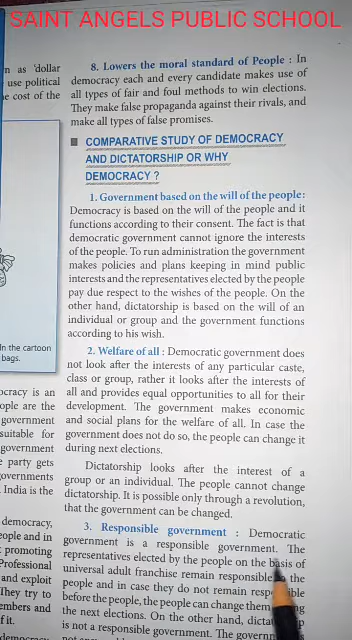 SAINT ANGELS PUBLIC SCHOOL
n as 'dollar
use political
e cost of the
In the cartoon
bags.
ocracy is an
ople are the
government
suitable for
government
e party gets
overnments
India is the
democracy,
eople and in
promoting
Professional
and exploit
They try to
embers and
f it.
democracy
8. Lowers the moral standard of People : In
democracy each and every candidate makes use of
all types of fair and foul methods to win elections.
They make false propaganda against their rivals, and
make all types of false promises.
COMPARATIVE STUDY OF DEMOCRACY
AND DICTATORSHIP OR WHY
DEMOCRACY ?
1. Government based on the will of the people:
Democracy is based on the will of the people and it
functions according to their consent. The fact is that
democratic government cannot ignore the interests
of the people. To run administration the government
makes policies and plans keeping in mind public
interests and the representatives elected by the people
pay due respect to the wishes of the people. On the
other hand, dictatorship is based on the will of an
individual or group and the government functions
according to his wish.
2. Welfare of all : Democratic government does
not look after the interests of any particular caste,
class or group, rather it looks after the interests of
all and provides equal opportunities to all for their
development. The government makes economic
and social plans for the welfare of all. In case the
government does not do so, the people can change it
during next elections.
Dictatorship looks after the interest of a
group or an individual. The people cannot change
dictatorship. It is possible only through a revolution,
that the government can be changed.
3. Responsible government : Democratic
government is a responsible government. The
representatives elected by the people on the basis of
universal adult franchise remain responsible the
people and in case they do not remain
before the people, the people can change them
the next elections. On the other hand,
is not a responsible government. The